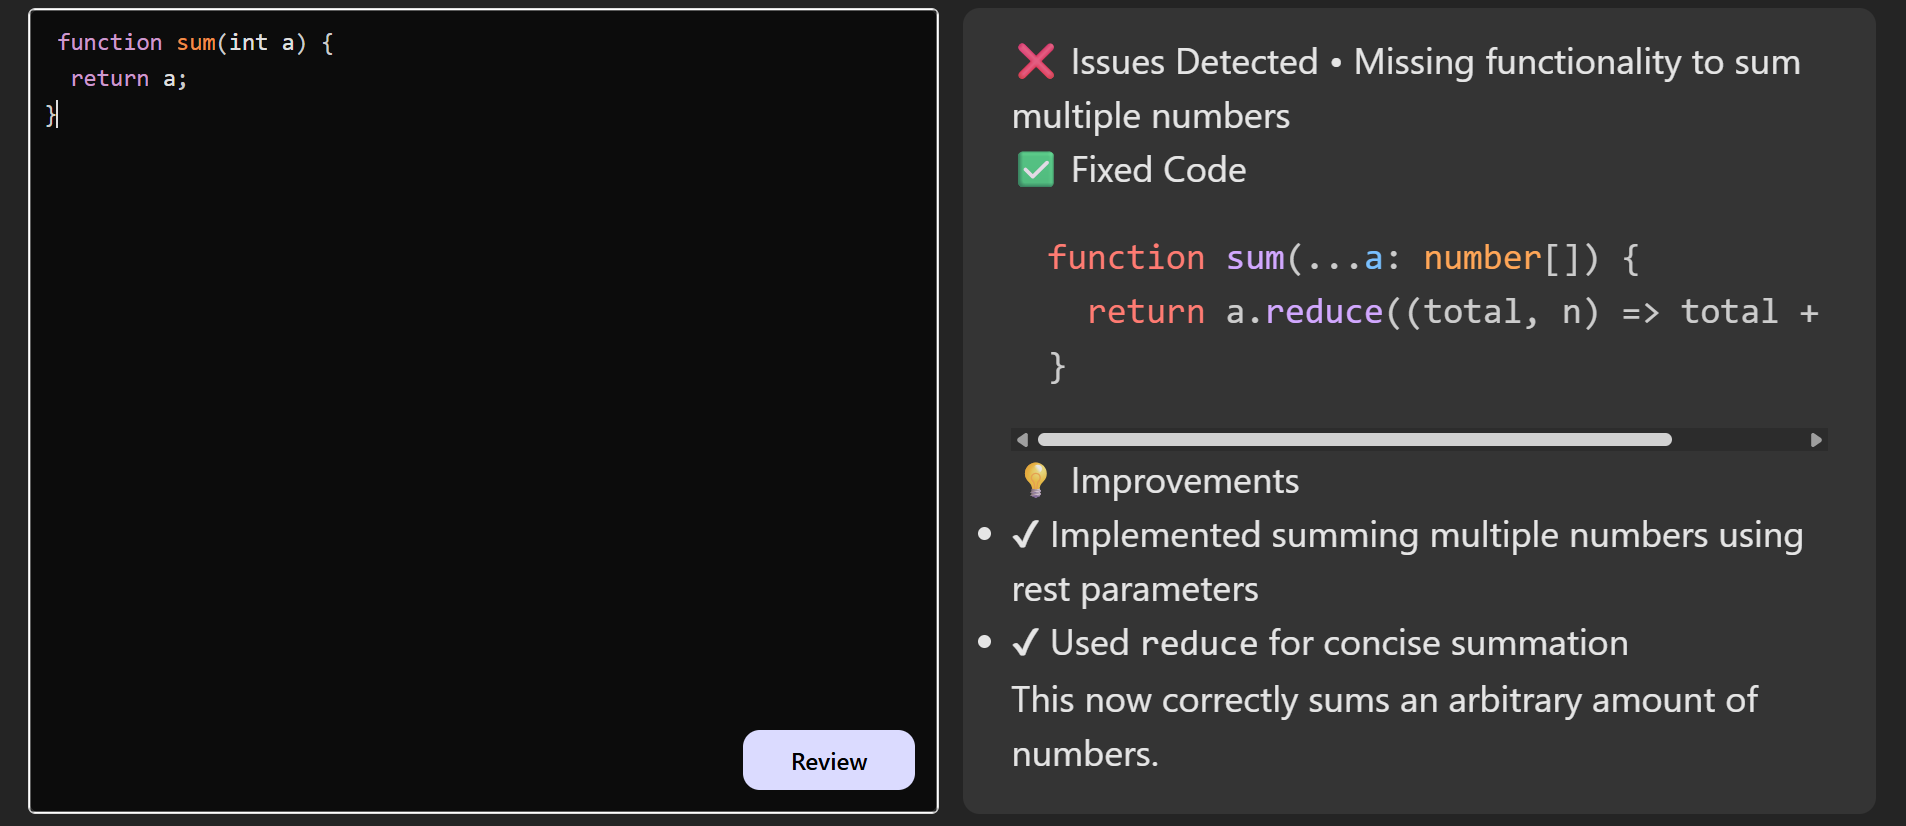 function sum(int a) {
return a;
}
Review
❌ Issues Detected • Missing functionality to sum
multiple numbers
✅ Fixed Code
function sum(...a: number[]) {
return a.reduce((total, n) => total +
}
💡 Improvements
• ✔ Implemented summing multiple numbers using
rest parameters
• ✔ Used reduce for concise summation
This now correctly sums an arbitrary amount of
numbers.